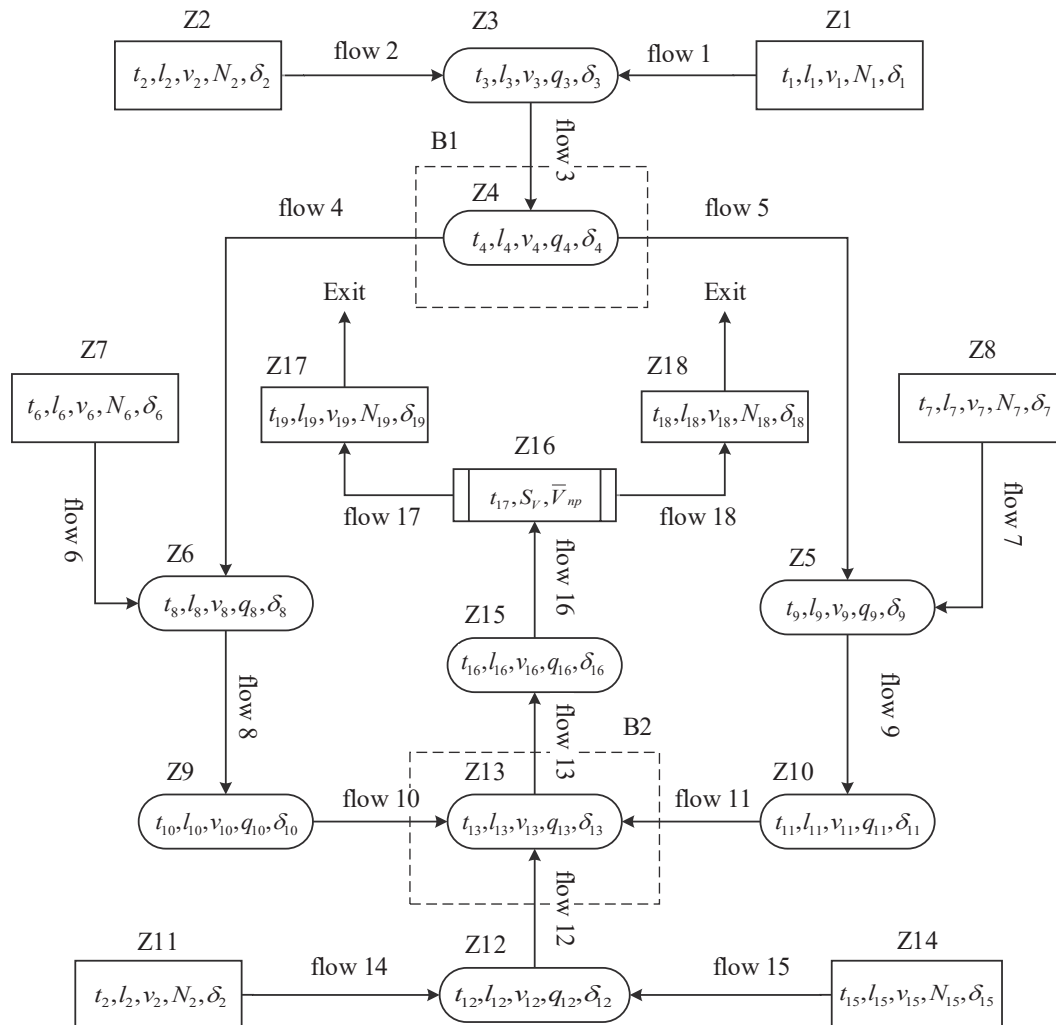 Z2
Z3
Z1
t₂,l₂,v₂,N₂,δ₂
flow 2
t₃,l₃,v₃,q₃,δ₃
flow 1
t₁,l₁,v₁,N₁,δ₁
B1
flow 3
Z4
flow 4
flow 5
t₄,l₄,v₄,q₄,δ₄
Exit
Exit
Z7
Z17
Z18
Z8
t₆,l₆,v₆,N₆,δ₆
t₁₉,l₁₉,v₁₉,N₁₉,δ₁₉
t₁₈,l₁₈,v₁₈,N₁₈,δ₁₈
t₇,l₇,v₇,N₇,δ₇
Z16
t₁₇,S_V,V̅_np
flow 17
flow 18
flow 6
flow 7
Z6
flow 16
Z5
t₈,l₈,v₈,q₈,δ₈
Z15
t₉,l₉,v₉,q₉,δ₉
t₁₆,l₁₆,v₁₆,q₁₆,δ₁₆
flow 8
flow 13
flow 9
B2
Z9
Z13
Z10
flow 10
flow 11
t₁₀,l₁₀,v₁₀,q₁₀,δ₁₀
t₁₃,l₁₃,v₁₃,q₁₃,δ₁₃
t₁₁,l₁₁,v₁₁,q₁₁,δ₁₁
flow 12
Z11
Z12
Z14
t₂,l₂,v₂,N₂,δ₂
flow 14
t₁₂,l₁₂,v₁₂,q₁₂,δ₁₂
flow 15
t₁₅,l₁₅,v₁₅,N₁₅,δ₁₅